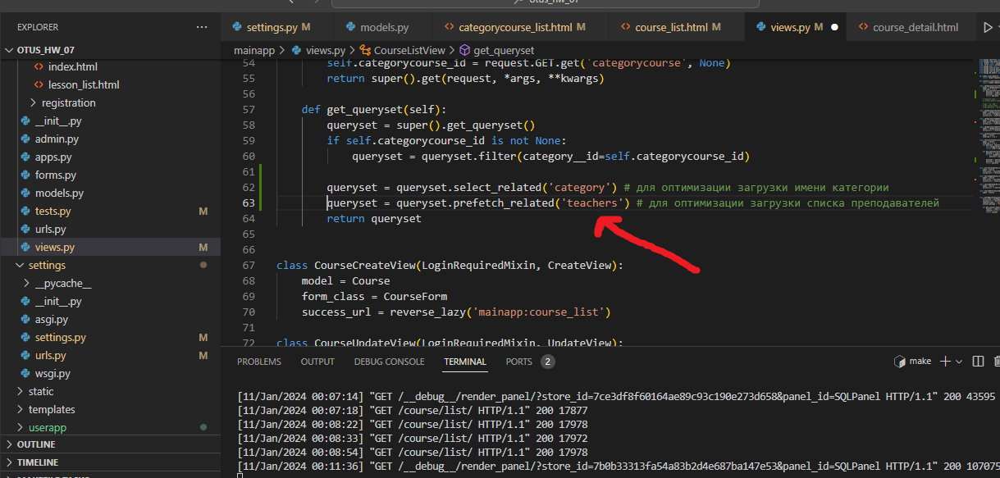 otus_hw_07
EXPLORER
settings.py M
models.py
categorycourse_list.html M
course_list.html M
views.py M
course_detail.html
OTUS_HW_07
mainapp > views.py > CourseListView > get_queryset
index.html
lesson_list.html
registration
__init__.py
admin.py
apps.py
forms.py
models.py
tests.py M
urls.py
views.py M
settings
__pycache__
__init__.py
asgi.py
settings.py M
urls.py M
wsgi.py
static
templates
userapp
OUTLINE
TIMELINE
54 self.categorycourse_id = request.GET.get('categorycourse', None)
55 return super().get(request, *args, **kwargs)
56
57 def get_queryset(self):
58 queryset = super().get_queryset()
59 if self.categorycourse_id is not None:
60 queryset = queryset.filter(category__id=self.categorycourse_id)
61
62 queryset = queryset.select_related('category') # для оптимизации загрузки имени категории
63 queryset = queryset.prefetch_related('teachers') # для оптимизации загрузки списка преподавателей
64 return queryset
65
66
67 class CourseCreateView(LoginRequiredMixin, CreateView):
68 model = Course
69 form_class = CourseForm
70 success_url = reverse_lazy('mainapp:course_list')
71
72 class CourseUpdateView(LoginRequiredMixin, UpdateView):
PROBLEMS OUTPUT DEBUG CONSOLE TERMINAL PORTS 2
make
[11/Jan/2024 00:07:14] "GET /__debug__/render_panel/?store_id=7ce3df8f60164ae89c93c190e273d658&panel_id=SQLPanel HTTP/1.1" 200 43595
[11/Jan/2024 00:07:18] "GET /course/list/ HTTP/1.1" 200 17877
[11/Jan/2024 00:08:22] "GET /course/list/ HTTP/1.1" 200 17978
[11/Jan/2024 00:08:33] "GET /course/list/ HTTP/1.1" 200 17972
[11/Jan/2024 00:08:54] "GET /course/list/ HTTP/1.1" 200 17978
[11/Jan/2024 00:11:36] "GET /__debug__/render_panel/?store_id=7b0b33313fa54a83b2d4e687ba147e53&panel_id=SQLPanel HTTP/1.1" 200 107075